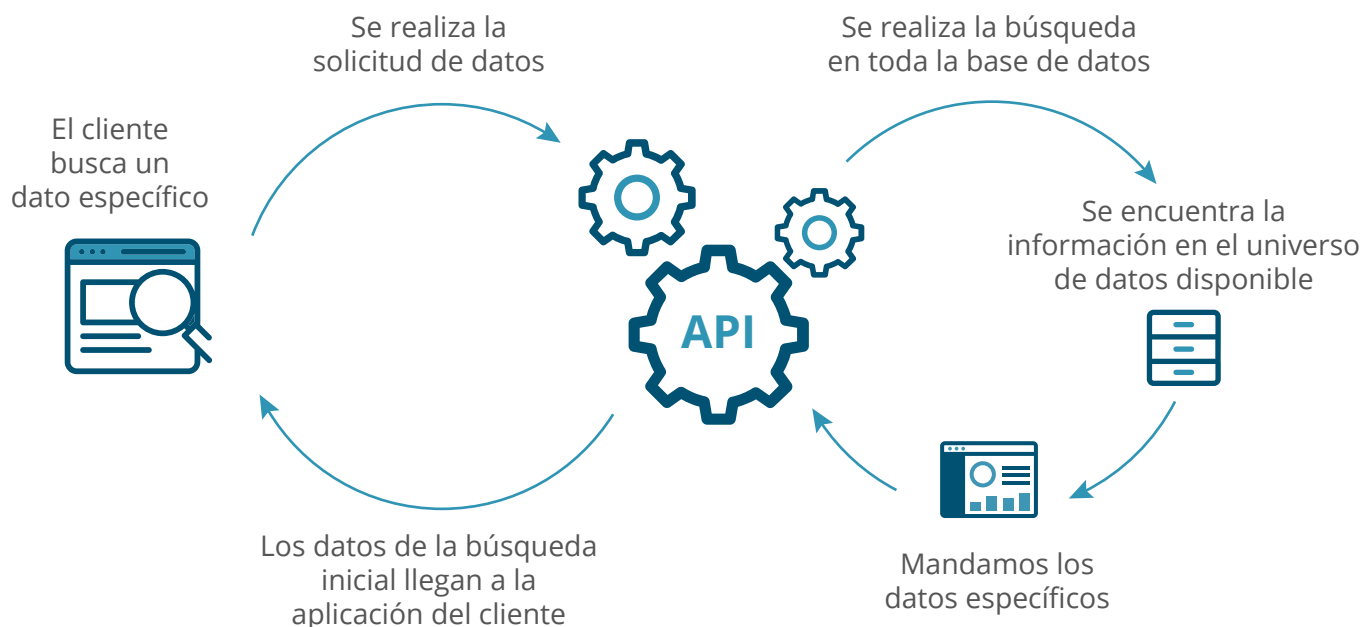 El cliente
busca un
dato específico
Se realiza la
solicitud de datos
API
Se realiza la búsqueda
en toda la base de datos
Se encuentra la
información en el universo
de datos disponible
Mandamos los
datos específicos
Los datos de la búsqueda
inicial llegan a la
aplicación del cliente